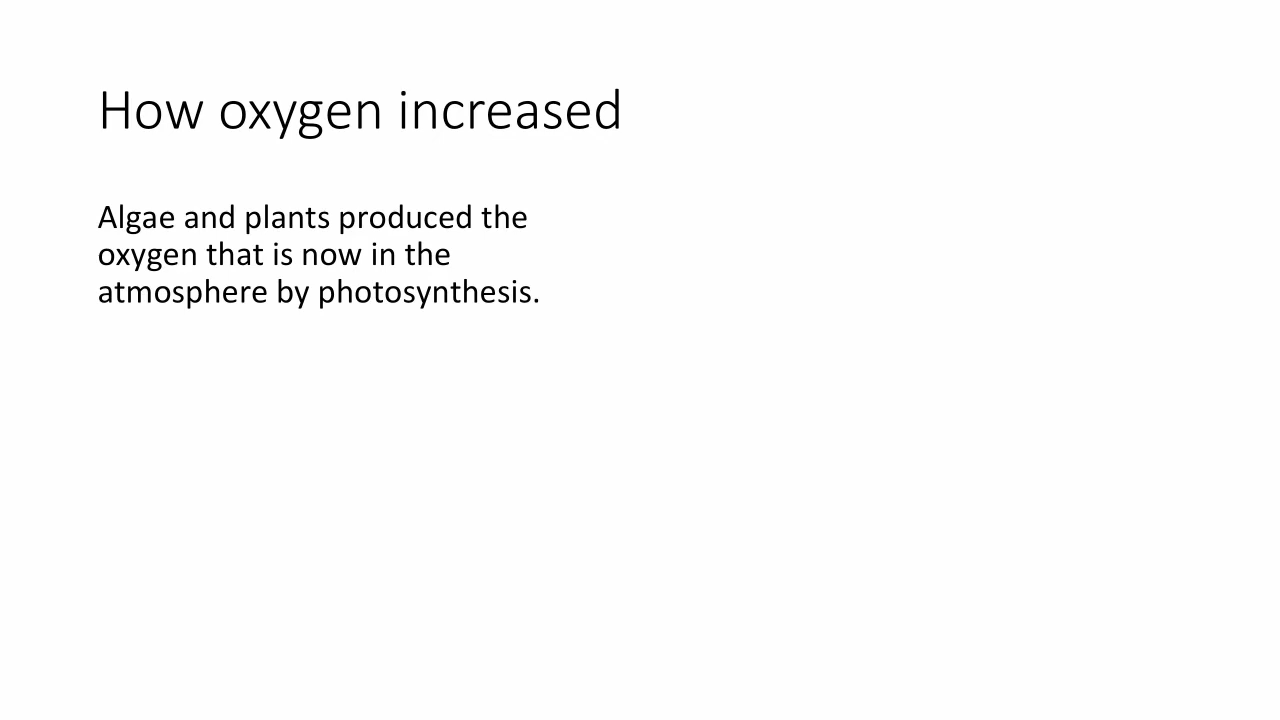 How oxygen increased
Algae and plants produced the
oxygen that is now in the
atmosphere by photosynthesis.